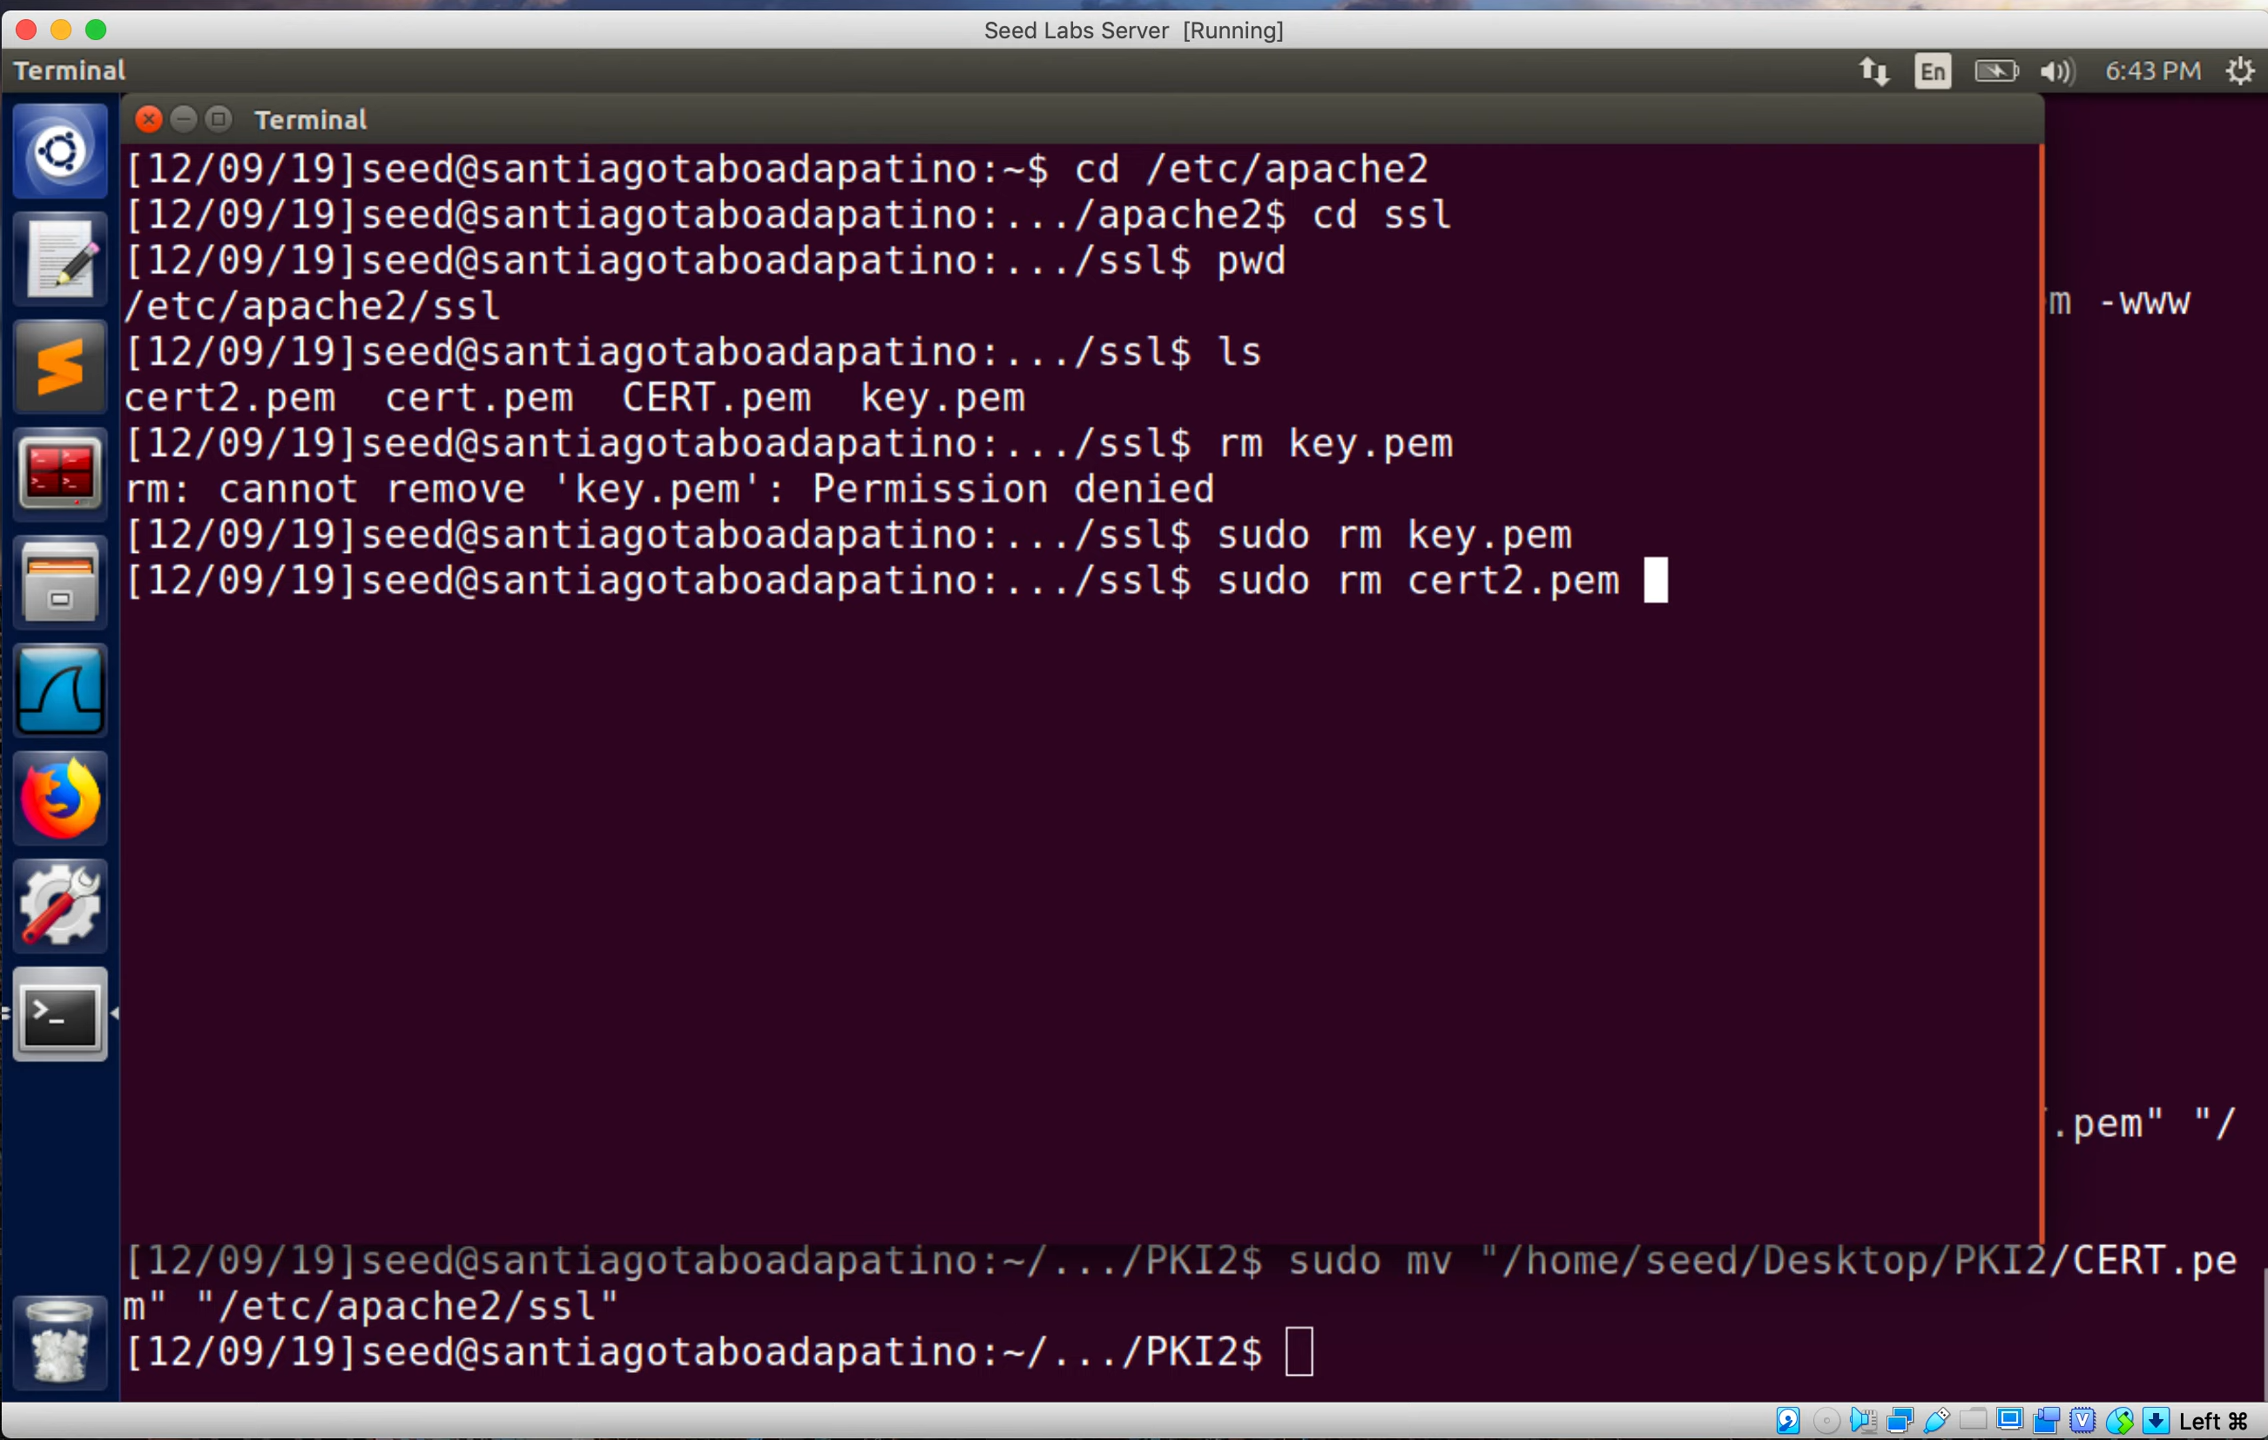 Seed Labs Server [Running]
Terminal
En
6:43 PM
Terminal
[12/09/19]seed@santiagotaboadapatino:~$ cd /etc/apache2
[12/09/19]seed@santiagotaboadapatino:.../apache2$ cd ssl
[12/09/19]seed@santiagotaboadapatino:.../ssl$ pwd
/etc/apache2/ssl
m -www
[12/09/19]seed@santiagotaboadapatino:.../ssl$ ls
cert2.pem cert.pem CERT.pem key.pem
[12/09/19]seed@santiagotaboadapatino:.../ssl$ rm key.pem
rm: cannot remove 'key.pem': Permission denied
[12/09/19]seed@santiagotaboadapatino:.../ssl$ sudo rm key.pem
[12/09/19]seed@santiagotaboadapatino:.../ssl$ sudo rm cert2.pem
.pem" "/
[12/09/19]seed@santiagotaboadapatino:~/.../PKI2$ sudo mv "/home/seed/Desktop/PKI2/CERT.pe
m" "/etc/apache2/ssl"
[12/09/19]seed@santiagotaboadapatino:~/.../PKI2$
Left ⌘